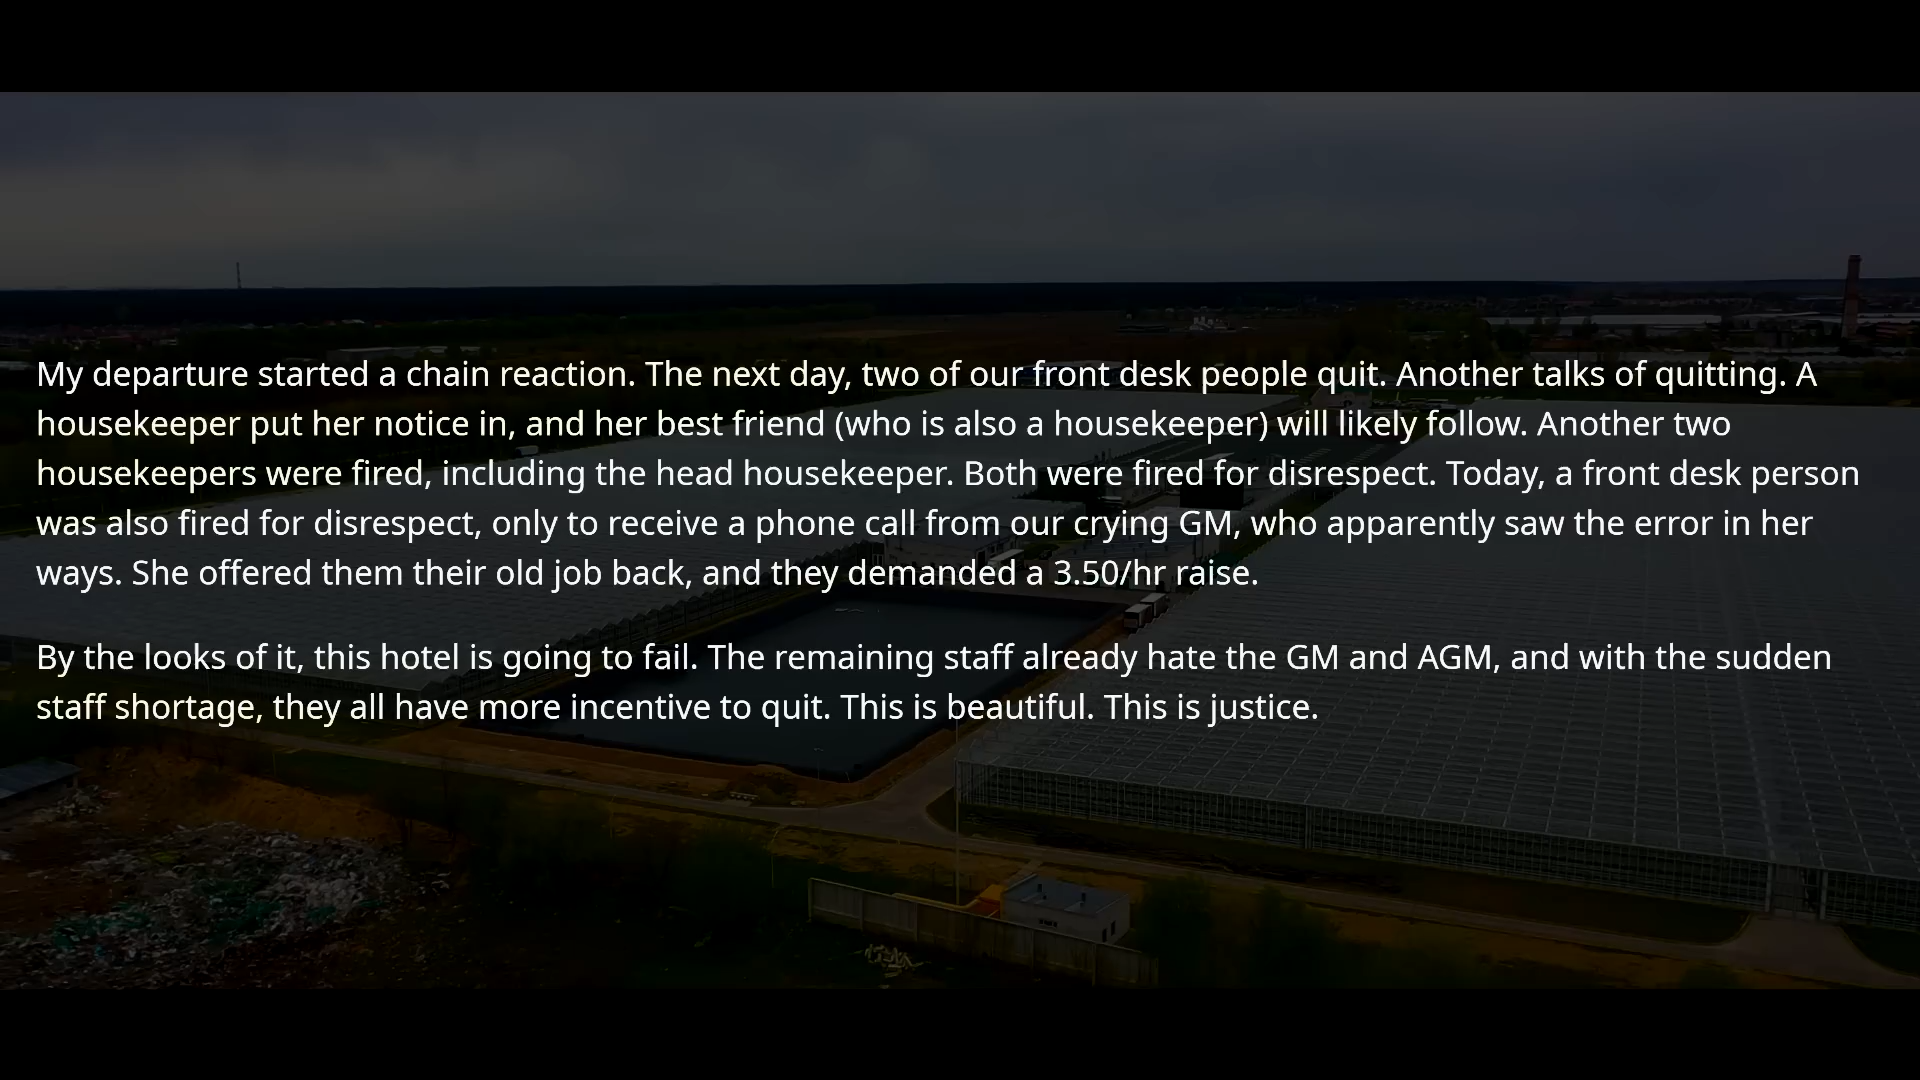 My departure started a chain reaction. The next day, two of our front desk people quit. Another talks of quitting. A
housekeeper put her notice in, and her best friend (who is also a housekeeper) will likely follow. Another two
housekeepers were fired, including the head housekeeper. Both were fired for disrespect. Today, a front desk person
was also fired for disrespect, only to receive a phone call from our crying GM, who apparently saw the error in her
ways. She offered them their old job back, and they demanded a 3.50/hr raise.
By the looks of it, this hotel is going to fail. The remaining staff already hate the GM and AGM, and with the sudden
staff shortage, they all have more incentive to quit. This is beautiful. This is justice.